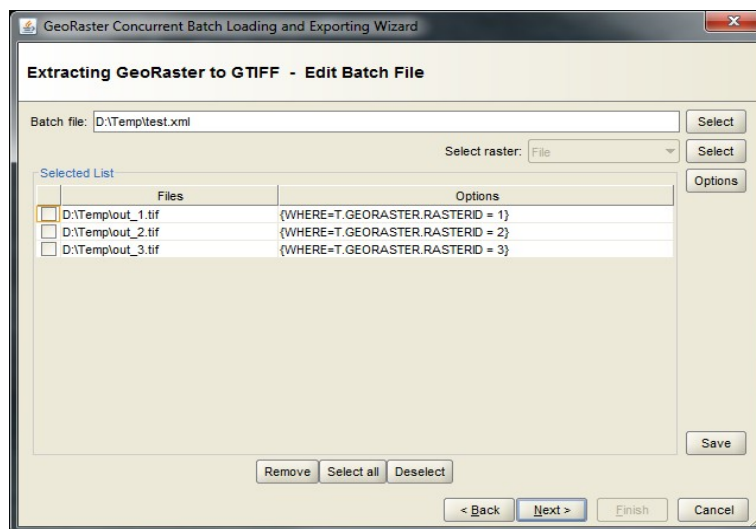 GeoRaster Concurrent Batch Loading and Exporting Wizard
Extracting GeoRaster to GTIFF - Edit Batch File
Batch file: D:\Temp\test.xml Select
Select raster: File Select
Selected List Options
Files Options
D:\Temp\out_1.tif {WHERE=T.GEORASTER.RASTERID = 1}
D:\Temp\out_2.tif {WHERE=T.GEORASTER.RASTERID = 2}
D:\Temp\out_3.tif {WHERE=T.GEORASTER.RASTERID = 3}
Save
Remove Select all Deselect
< Back Next > Finish Cancel